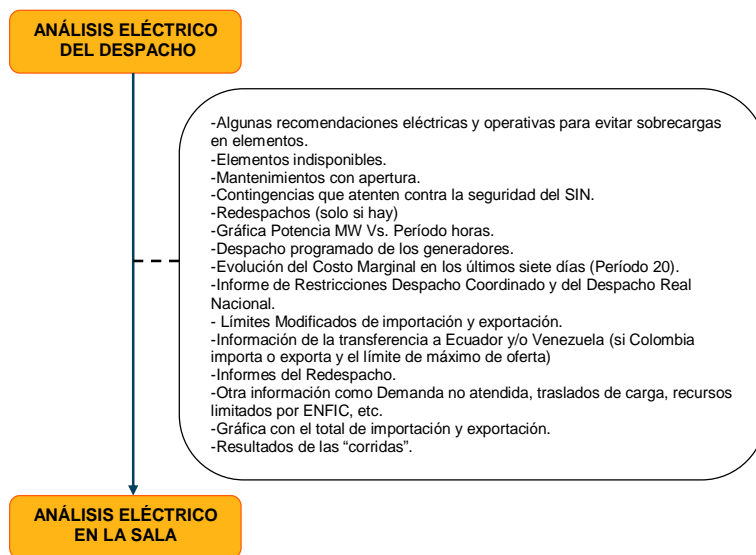 ANÁLISIS ELÉCTRICO
DEL DESPACHO
-Algunas recomendaciones eléctricas y operativas para evitar sobrecargas
en elementos.
-Elementos indisponibles.
-Mantenimientos con apertura.
-Contingencias que atenten contra la seguridad del SIN.
-Redespachos (solo si hay)
-Gráfica Potencia MW Vs. Período horas.
-Despacho programado de los generadores.
-Evolución del Costo Marginal en los últimos siete días (Período 20).
-Informe de Restricciones Despacho Coordinado y del Despacho Real
Nacional.
- Límites Modificados de importación y exportación.
-Información de la transferencia a Ecuador y/o Venezuela (si Colombia
importa o exporta y el límite de máximo de oferta)
-Informes del Redespacho.
-Otra información como Demanda no atendida, traslados de carga, recursos
limitados por ENFIC, etc.
-Gráfica con el total de importación y exportación.
-Resultados de las “corridas”.
ANÁLISIS ELÉCTRICO
EN LA SALA